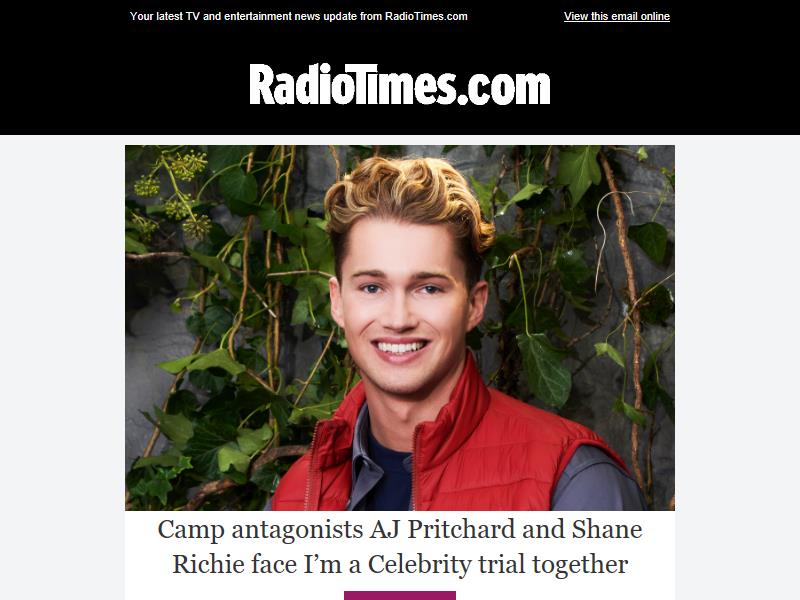 Your latest TV and entertainment news update from RadioTimes.com
View this email online
RadioTimes.com
Camp antagonists AJ Pritchard and Shane
Richie face I’m a Celebrity trial together